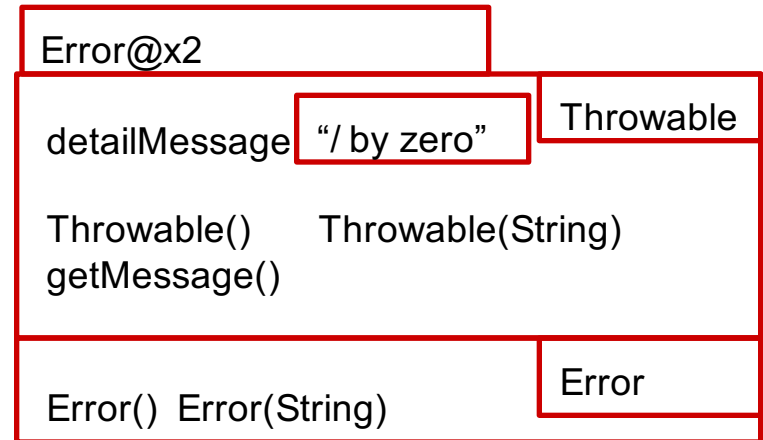 Error@x2
Throwable
detailMessage “/ by zero”
Throwable() Throwable(String)
getMessage()
Error
Error() Error(String)